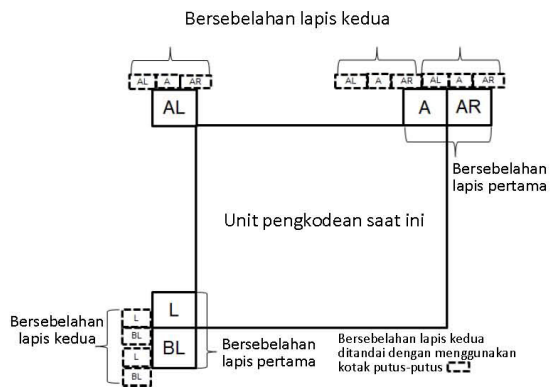 Bersebelahan lapis kedua
AL A AR AL A AR AL A AR
AL A AR
Bersebelahan
lapis pertama
Unit pengkodean saat ini
L
BL
L
BL
Bersebelahan
lapis kedua
L
BL
Bersebelahan
lapis pertama
Bersebelahan lapis kedua
ditandai dengan menggunakan
kotak putus-putus